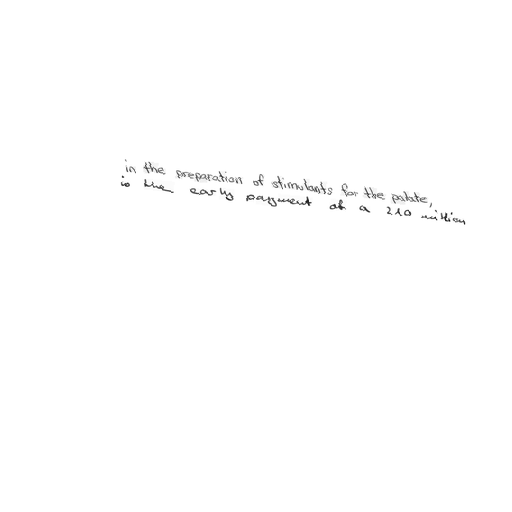 in the preparation of stimulants for the palate,
is the early payment of a 210 million